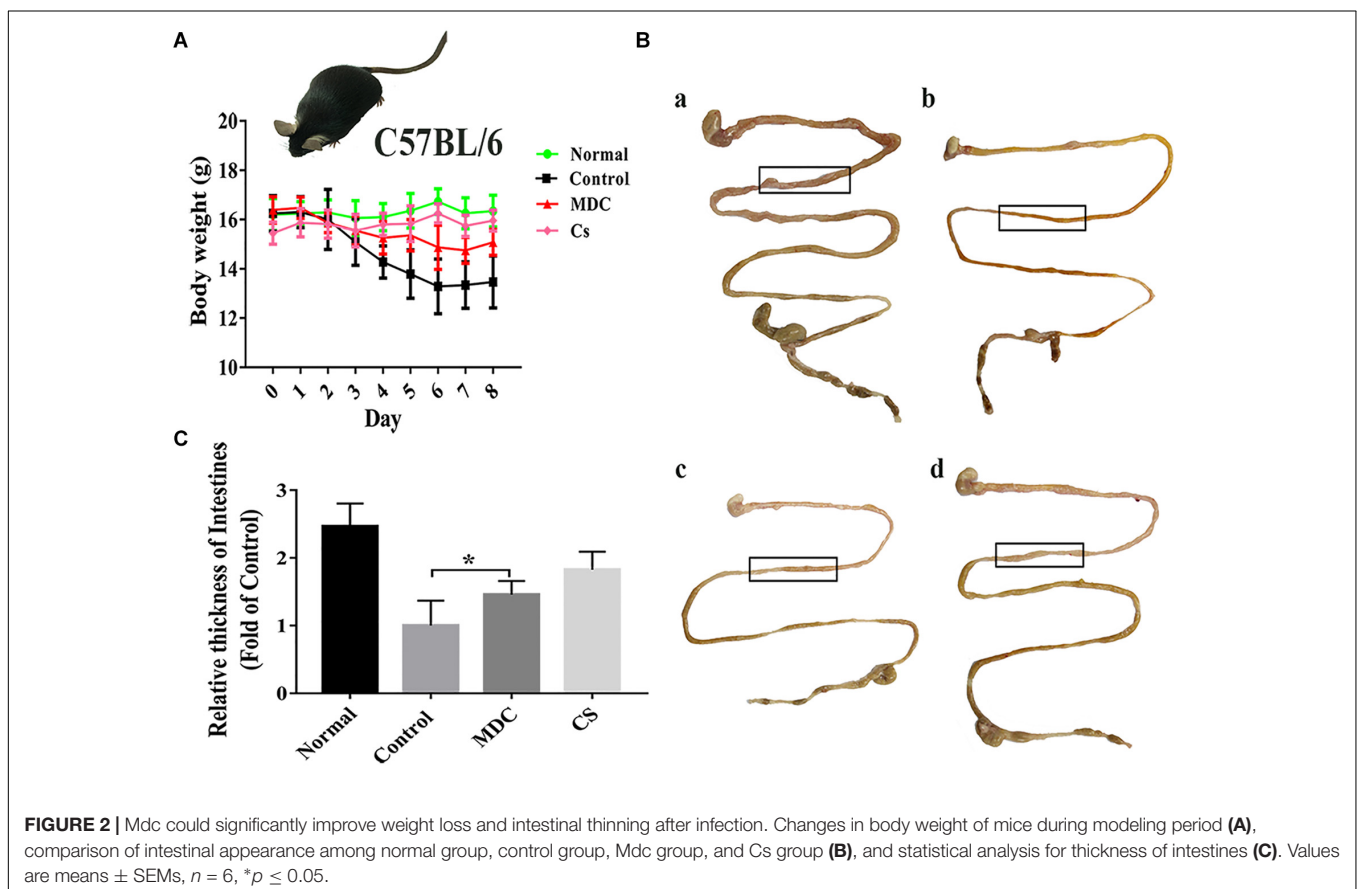 A
C57BL/6
20
18
16
14
12
10
Body weight (g)
0 1 2 3 4 5 6 7 8
Day
Normal
Control
MDC
Cs
B
a
b
c
d
C
Relative thickness of Intestines
(Fold of Control)
3
2
1
0
*
Normal Control MDC CS
FIGURE 2 | Mdc could significantly improve weight loss and intestinal thinning after infection. Changes in body weight of mice during modeling period (A),
comparison of intestinal appearance among normal group, control group, Mdc group, and Cs group (B), and statistical analysis for thickness of intestines (C). Values
are means ± SEMs, n = 6, *p ≤ 0.05.